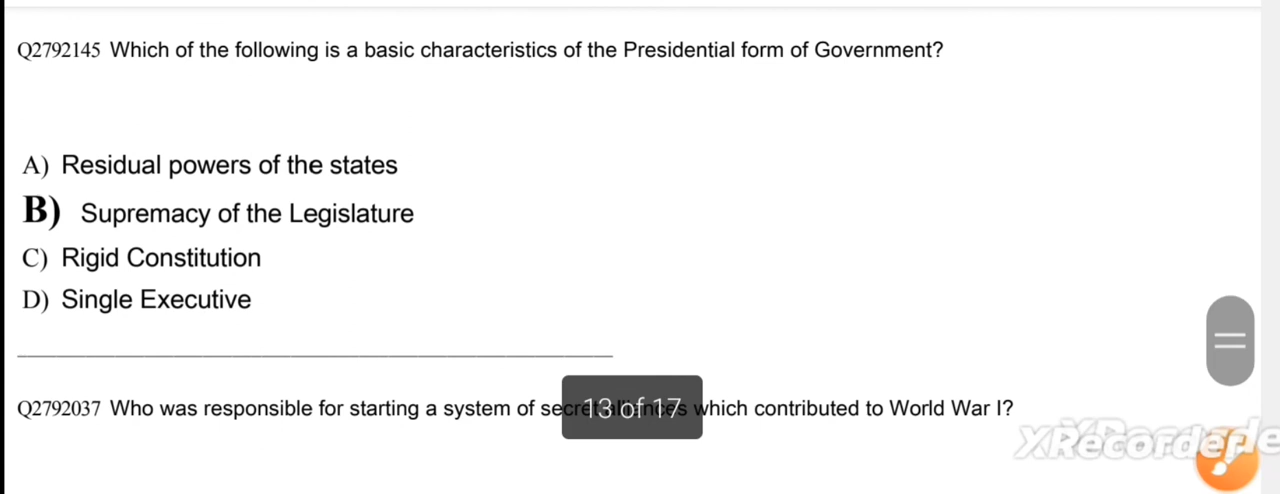 Q2792145 Which of the following is a basic characteristics of the Presidential form of Government?
A) Residual powers of the states
B) Supremacy of the Legislature
C) Rigid Constitution
D) Single Executive
Q2792037 Who was responsible for starting a system of secret alliances which contributed to World War I?
13 of 17
XRecorder